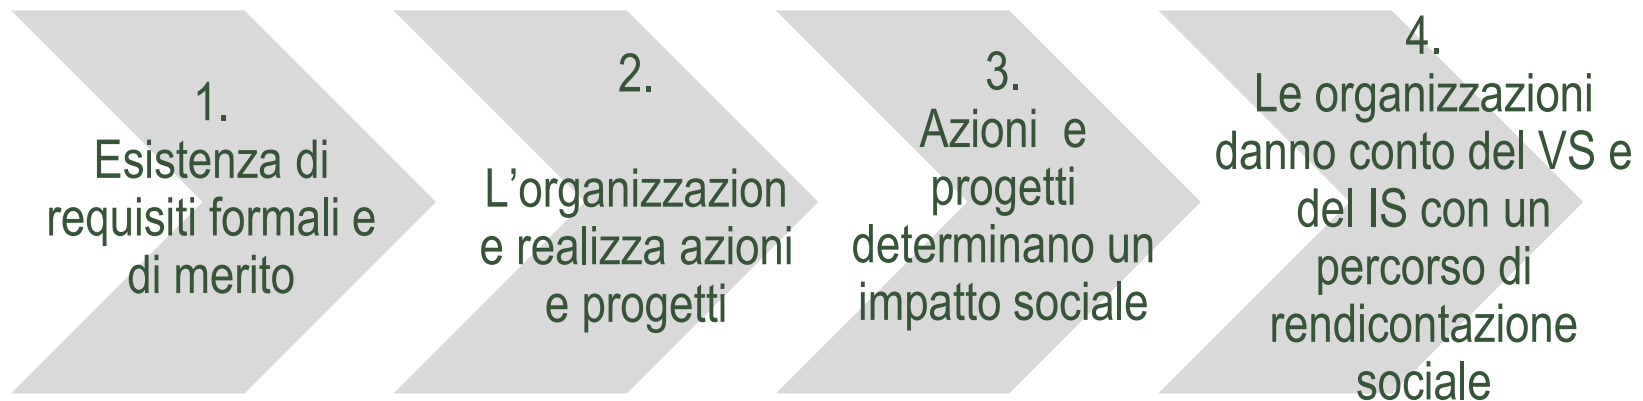 1.
Esistenza di
requisiti formali e
di merito
2.
L’organizzazion
e realizza azioni
e progetti
3.
Azioni e
progetti
determinano un
impatto sociale
4.
Le organizzazioni
danno conto del VS e
del IS con un
percorso di
rendicontazione
sociale